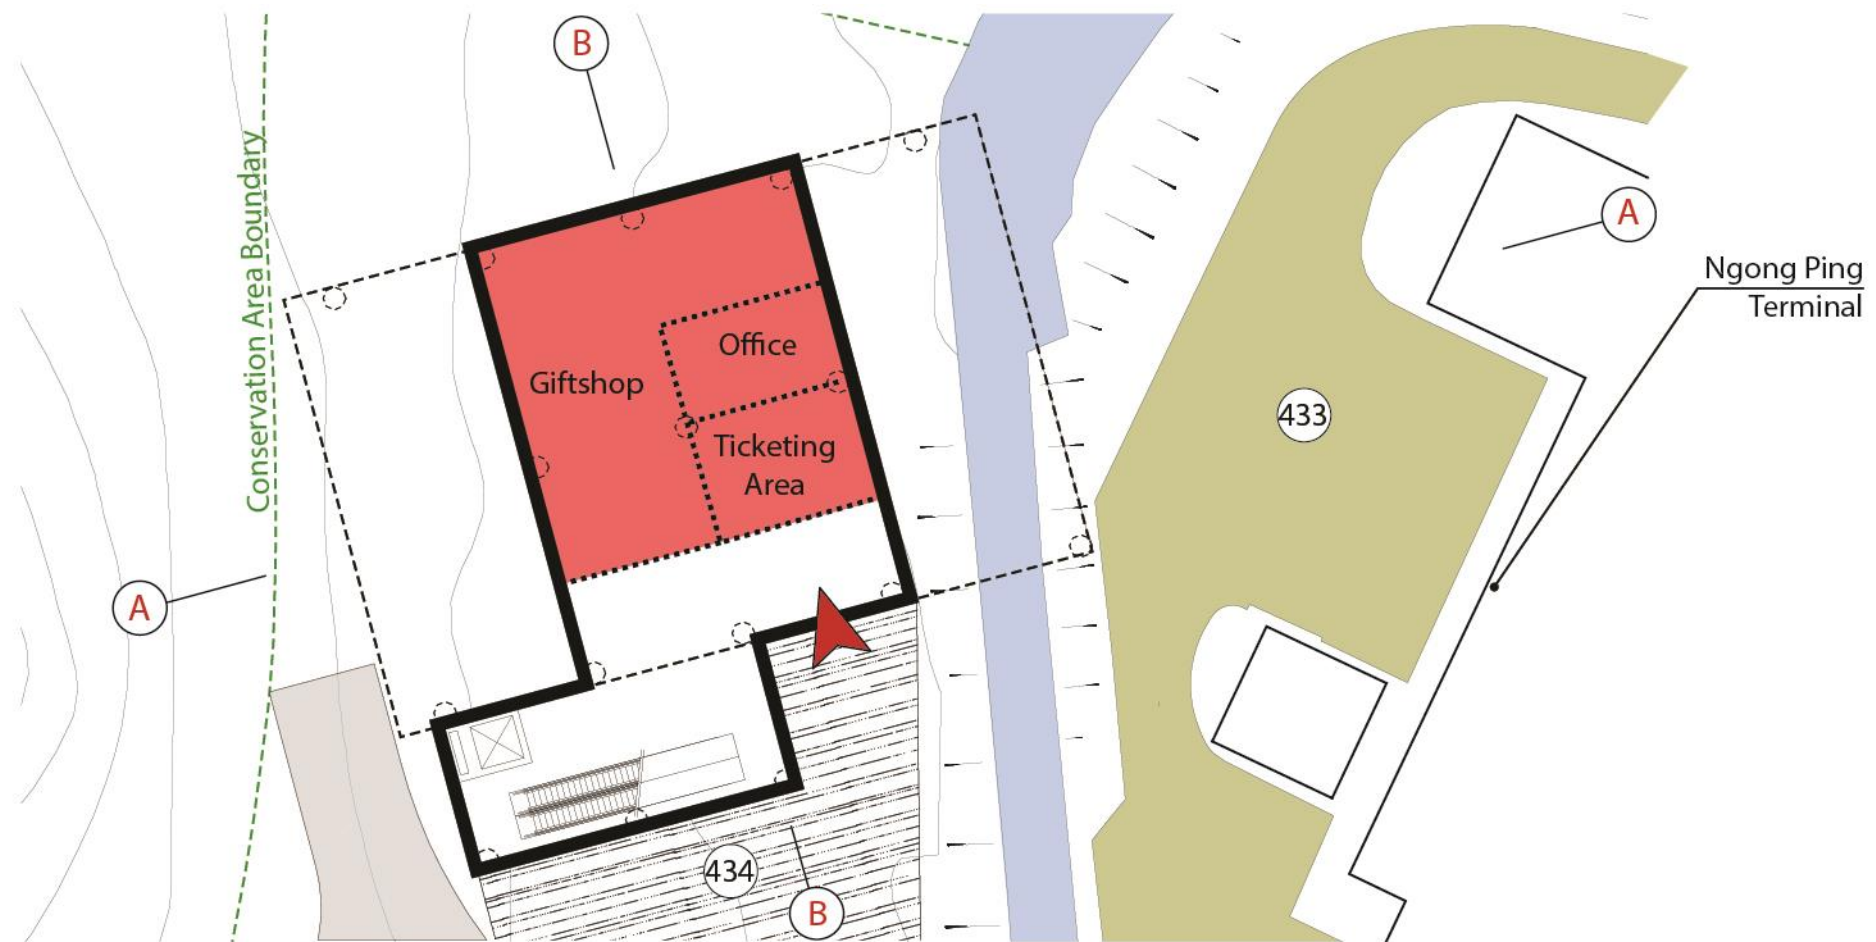 B
A
Ngong Ping
Terminal
Conservation Area Boundary
Office
Giftshop
433
Ticketing
Area
A
434
B